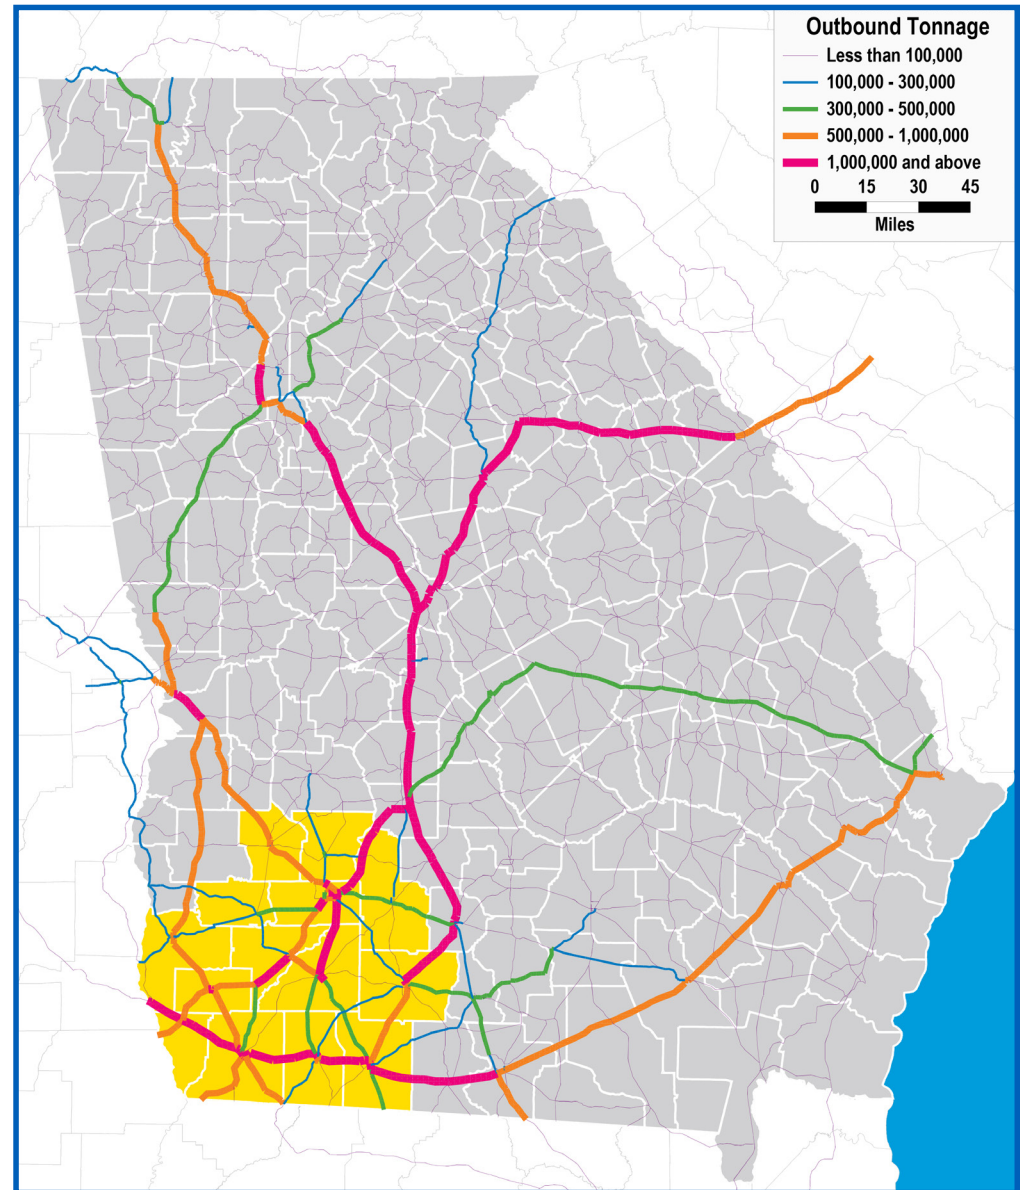 Outbound Tonnage
Less than 100,000
100,000 - 300,000
300,000 - 500,000
500,000 - 1,000,000
1,000,000 and above
0 15 30 45
Miles